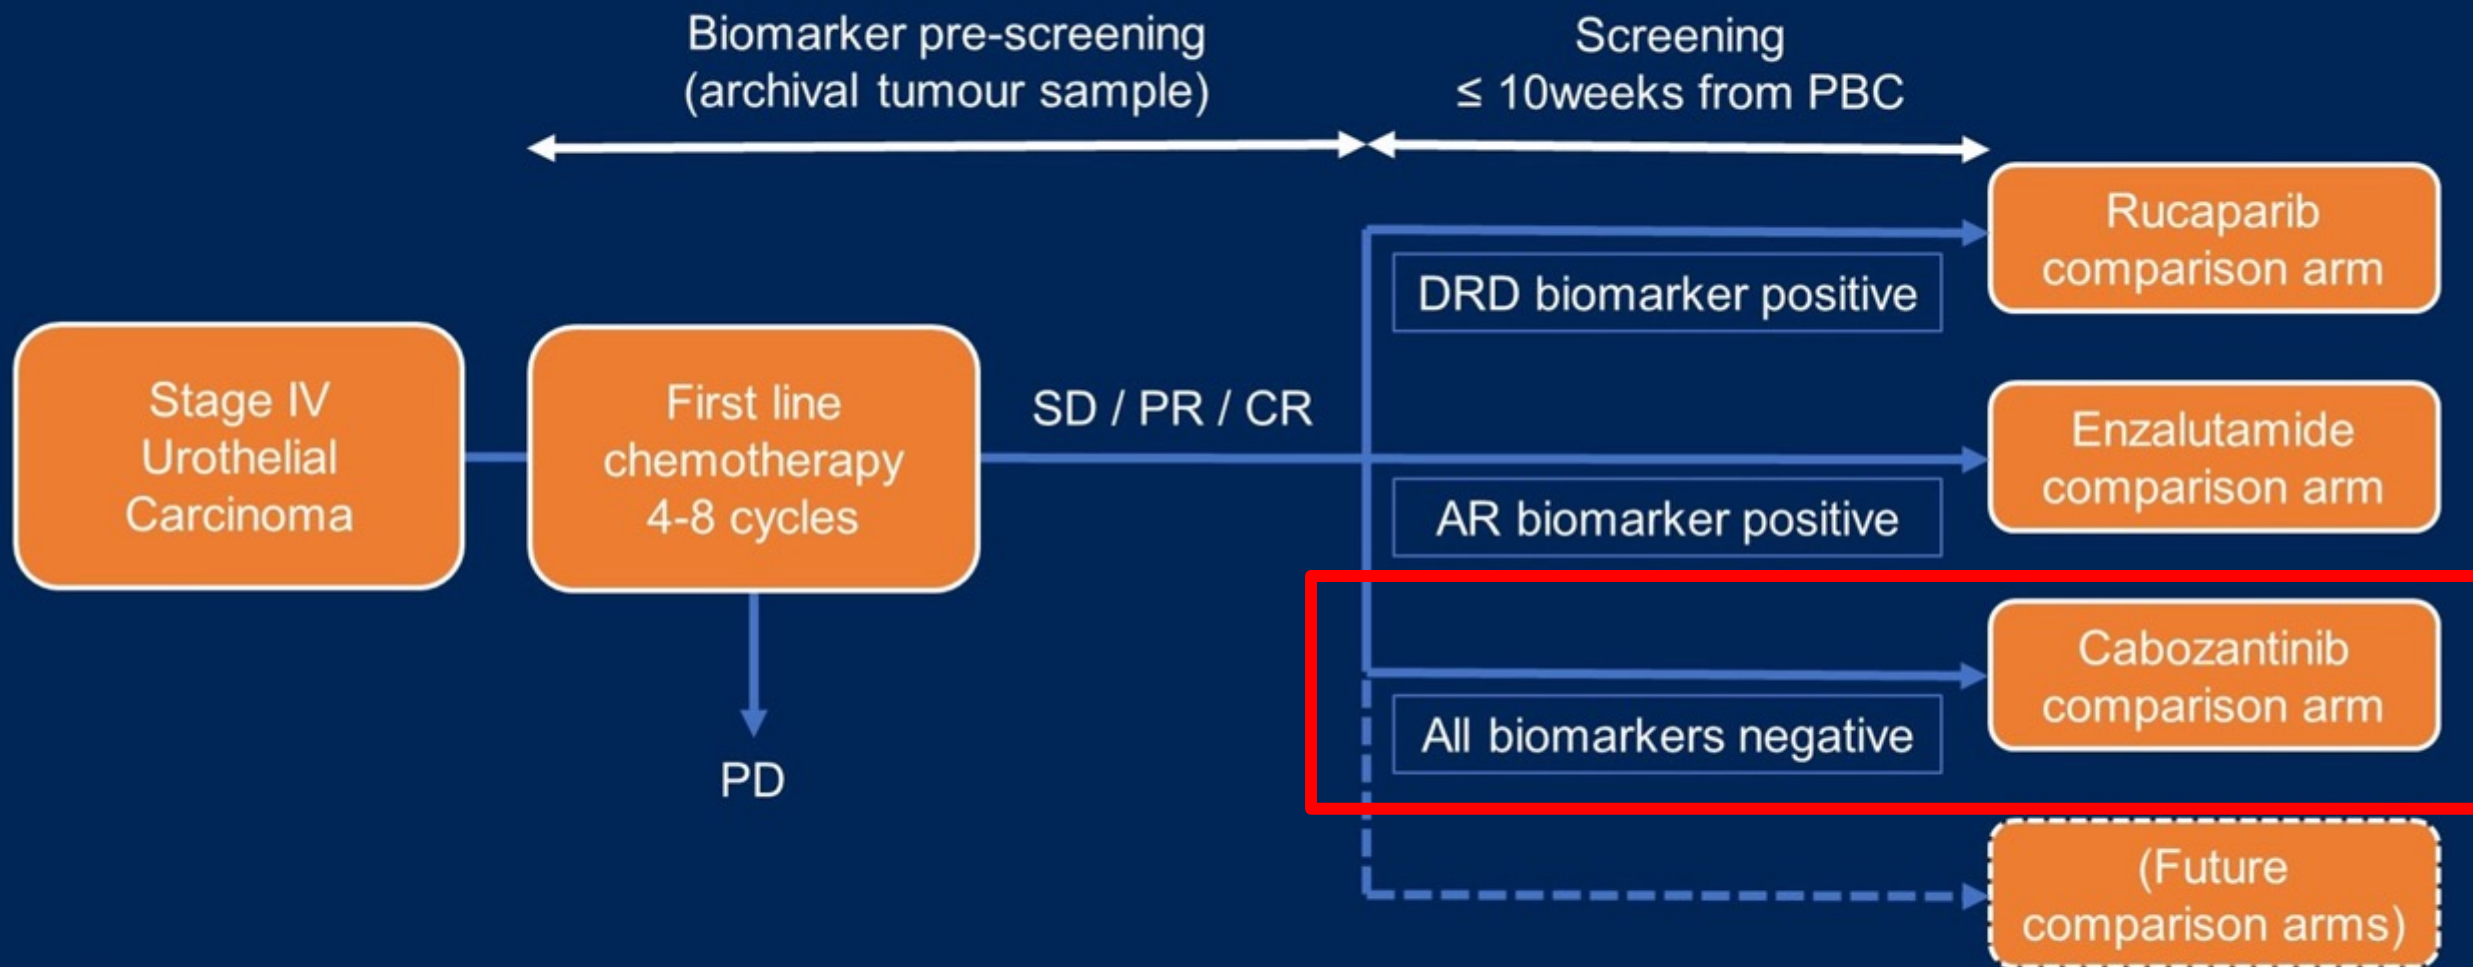 Biomarker pre-screening
(archival tumour sample)
Screening
≤ 10weeks from PBC
Stage IV
Urothelial
Carcinoma
First line
chemotherapy
4-8 cycles
SD / PR / CR
PD
DRD biomarker positive
Rucaparib
comparison arm
AR biomarker positive
Enzalutamide
comparison arm
All biomarkers negative
Cabozantinib
comparison arm
(Future
comparison arms)